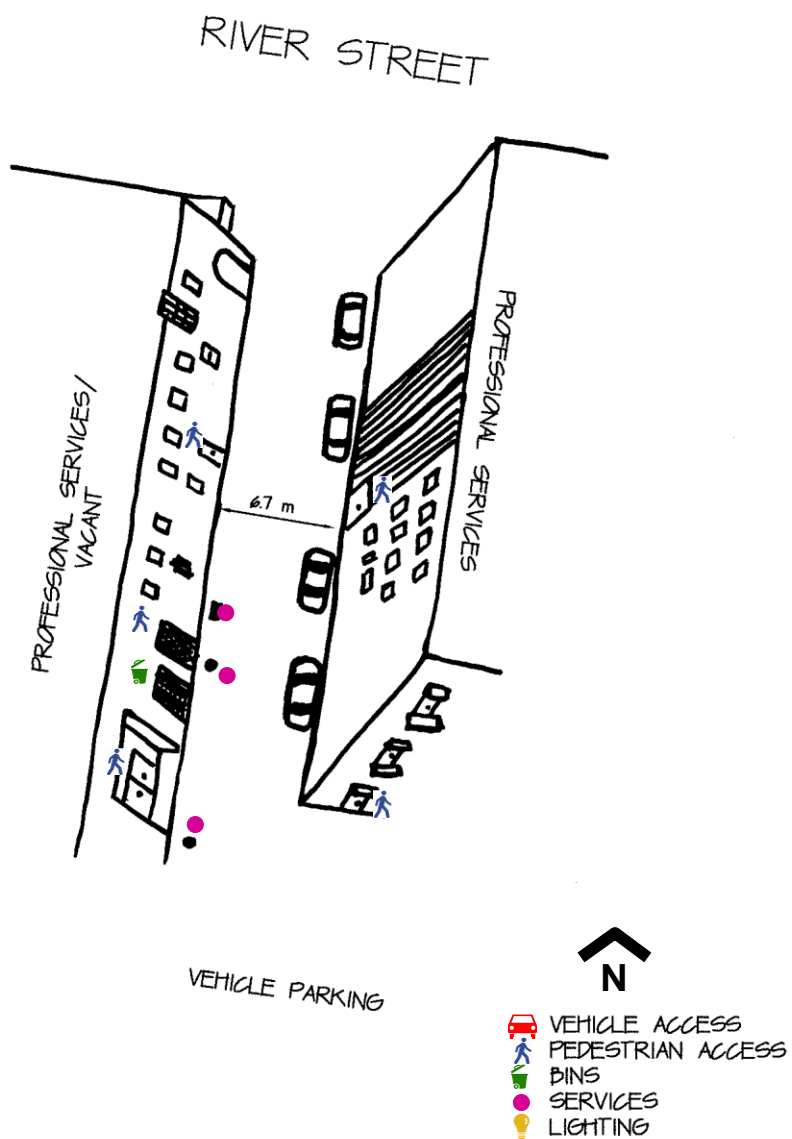 RIVER STREET
PROFESSIONAL SERVICES
PROFESSIONAL SERVICES/
VACANT
6.7 m
VEHICLE PARKING
N
VEHICLE ACCESS
PEDESTRIAN ACCESS
BINS
SERVICES
LIGHTING